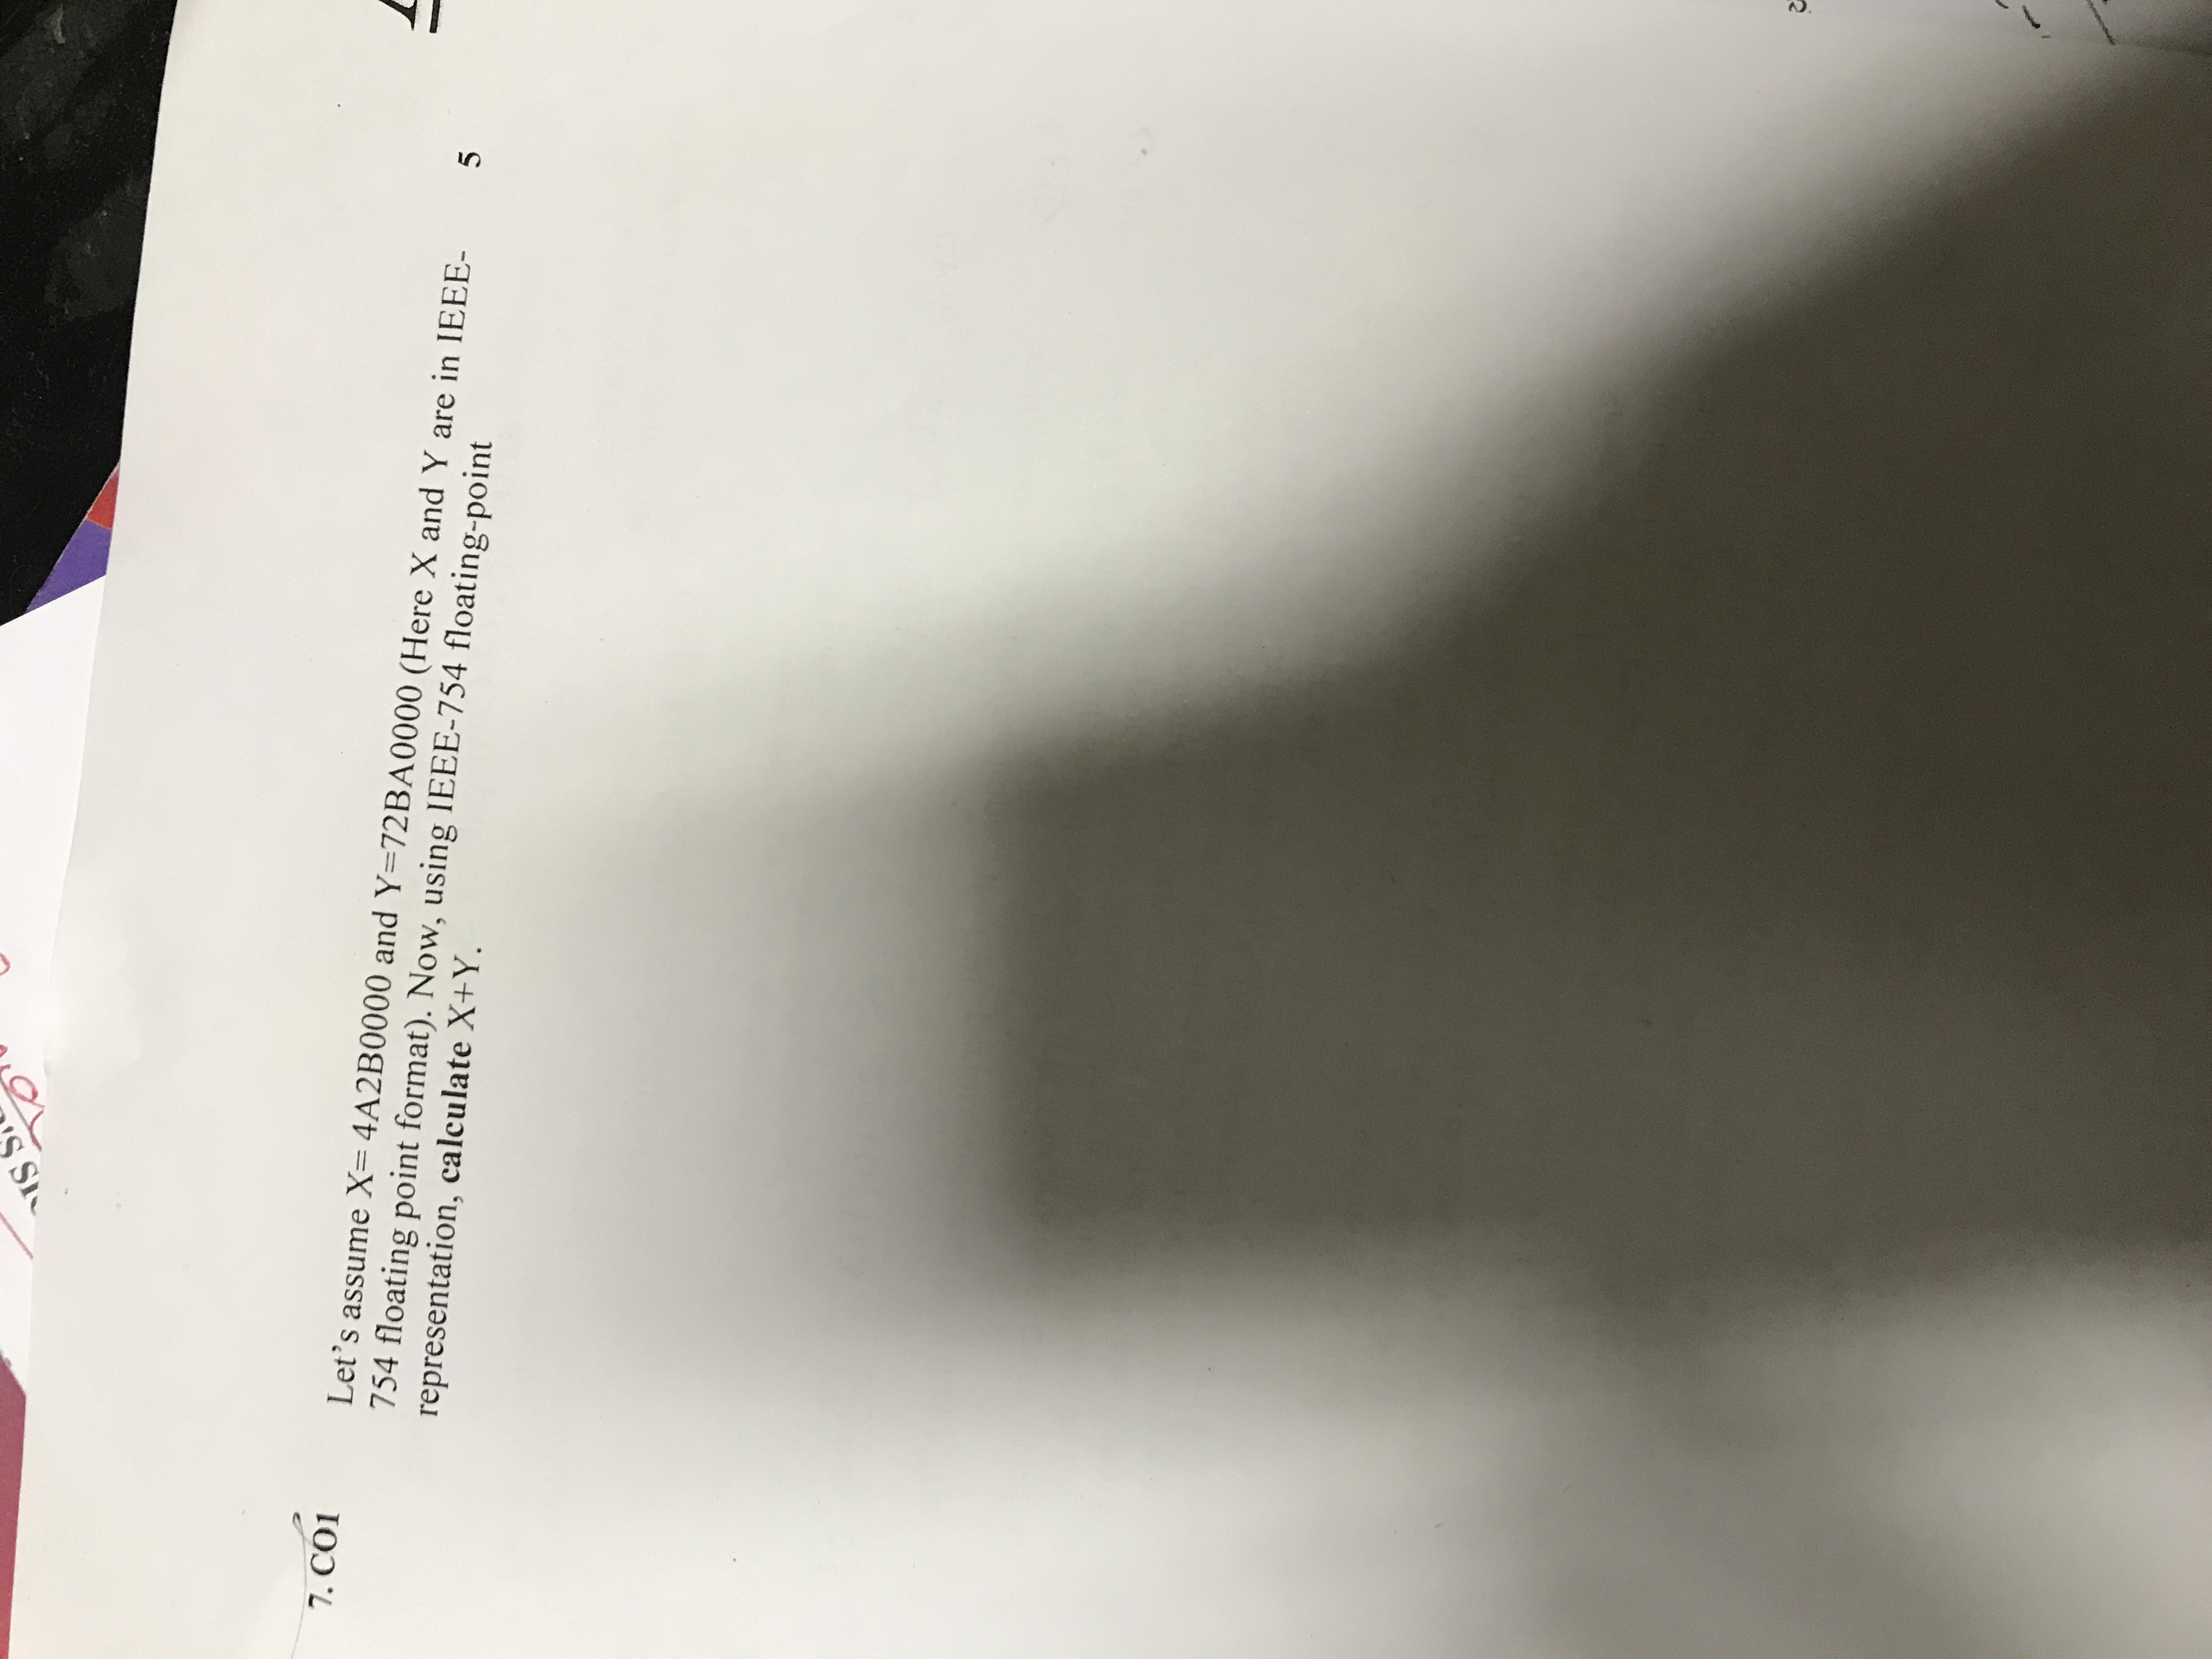 7. CO1
Let's assume X= 4A2B0000 and Y=72BA0000 (Here X and Y are in IEEE-
754 floating point format). Now, using IEEE-754 floating-point
representation, calculate X+Y.
5